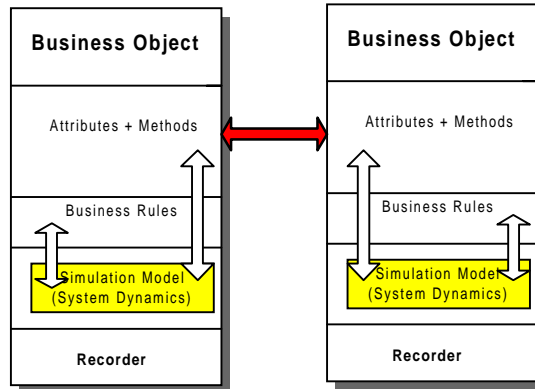 Business Object
Attributes + Methods
Business Rules
Simulation Model
(System Dynamics)
Recorder
Business Object
Attributes + Methods
Business Rules
Simulation Model
(System Dynamics)
Recorder